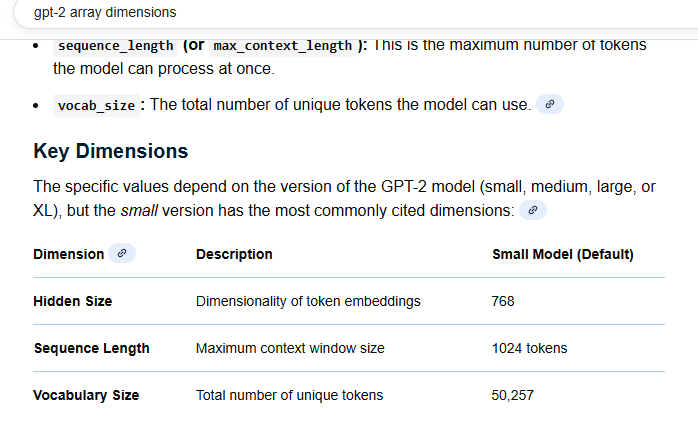 gpt-2 array dimensions
sequence_length (or max_context_length ): This is the maximum number of tokens
the model can process at once.
vocab_size : The total number of unique tokens the model can use.
Key Dimensions
The specific values depend on the version of the GPT-2 model (small, medium, large, or
XL), but the small version has the most commonly cited dimensions:
Dimension Description Small Model (Default)
Hidden Size Dimensionality of token embeddings 768
Sequence Length Maximum context window size 1024 tokens
Vocabulary Size Total number of unique tokens 50,257